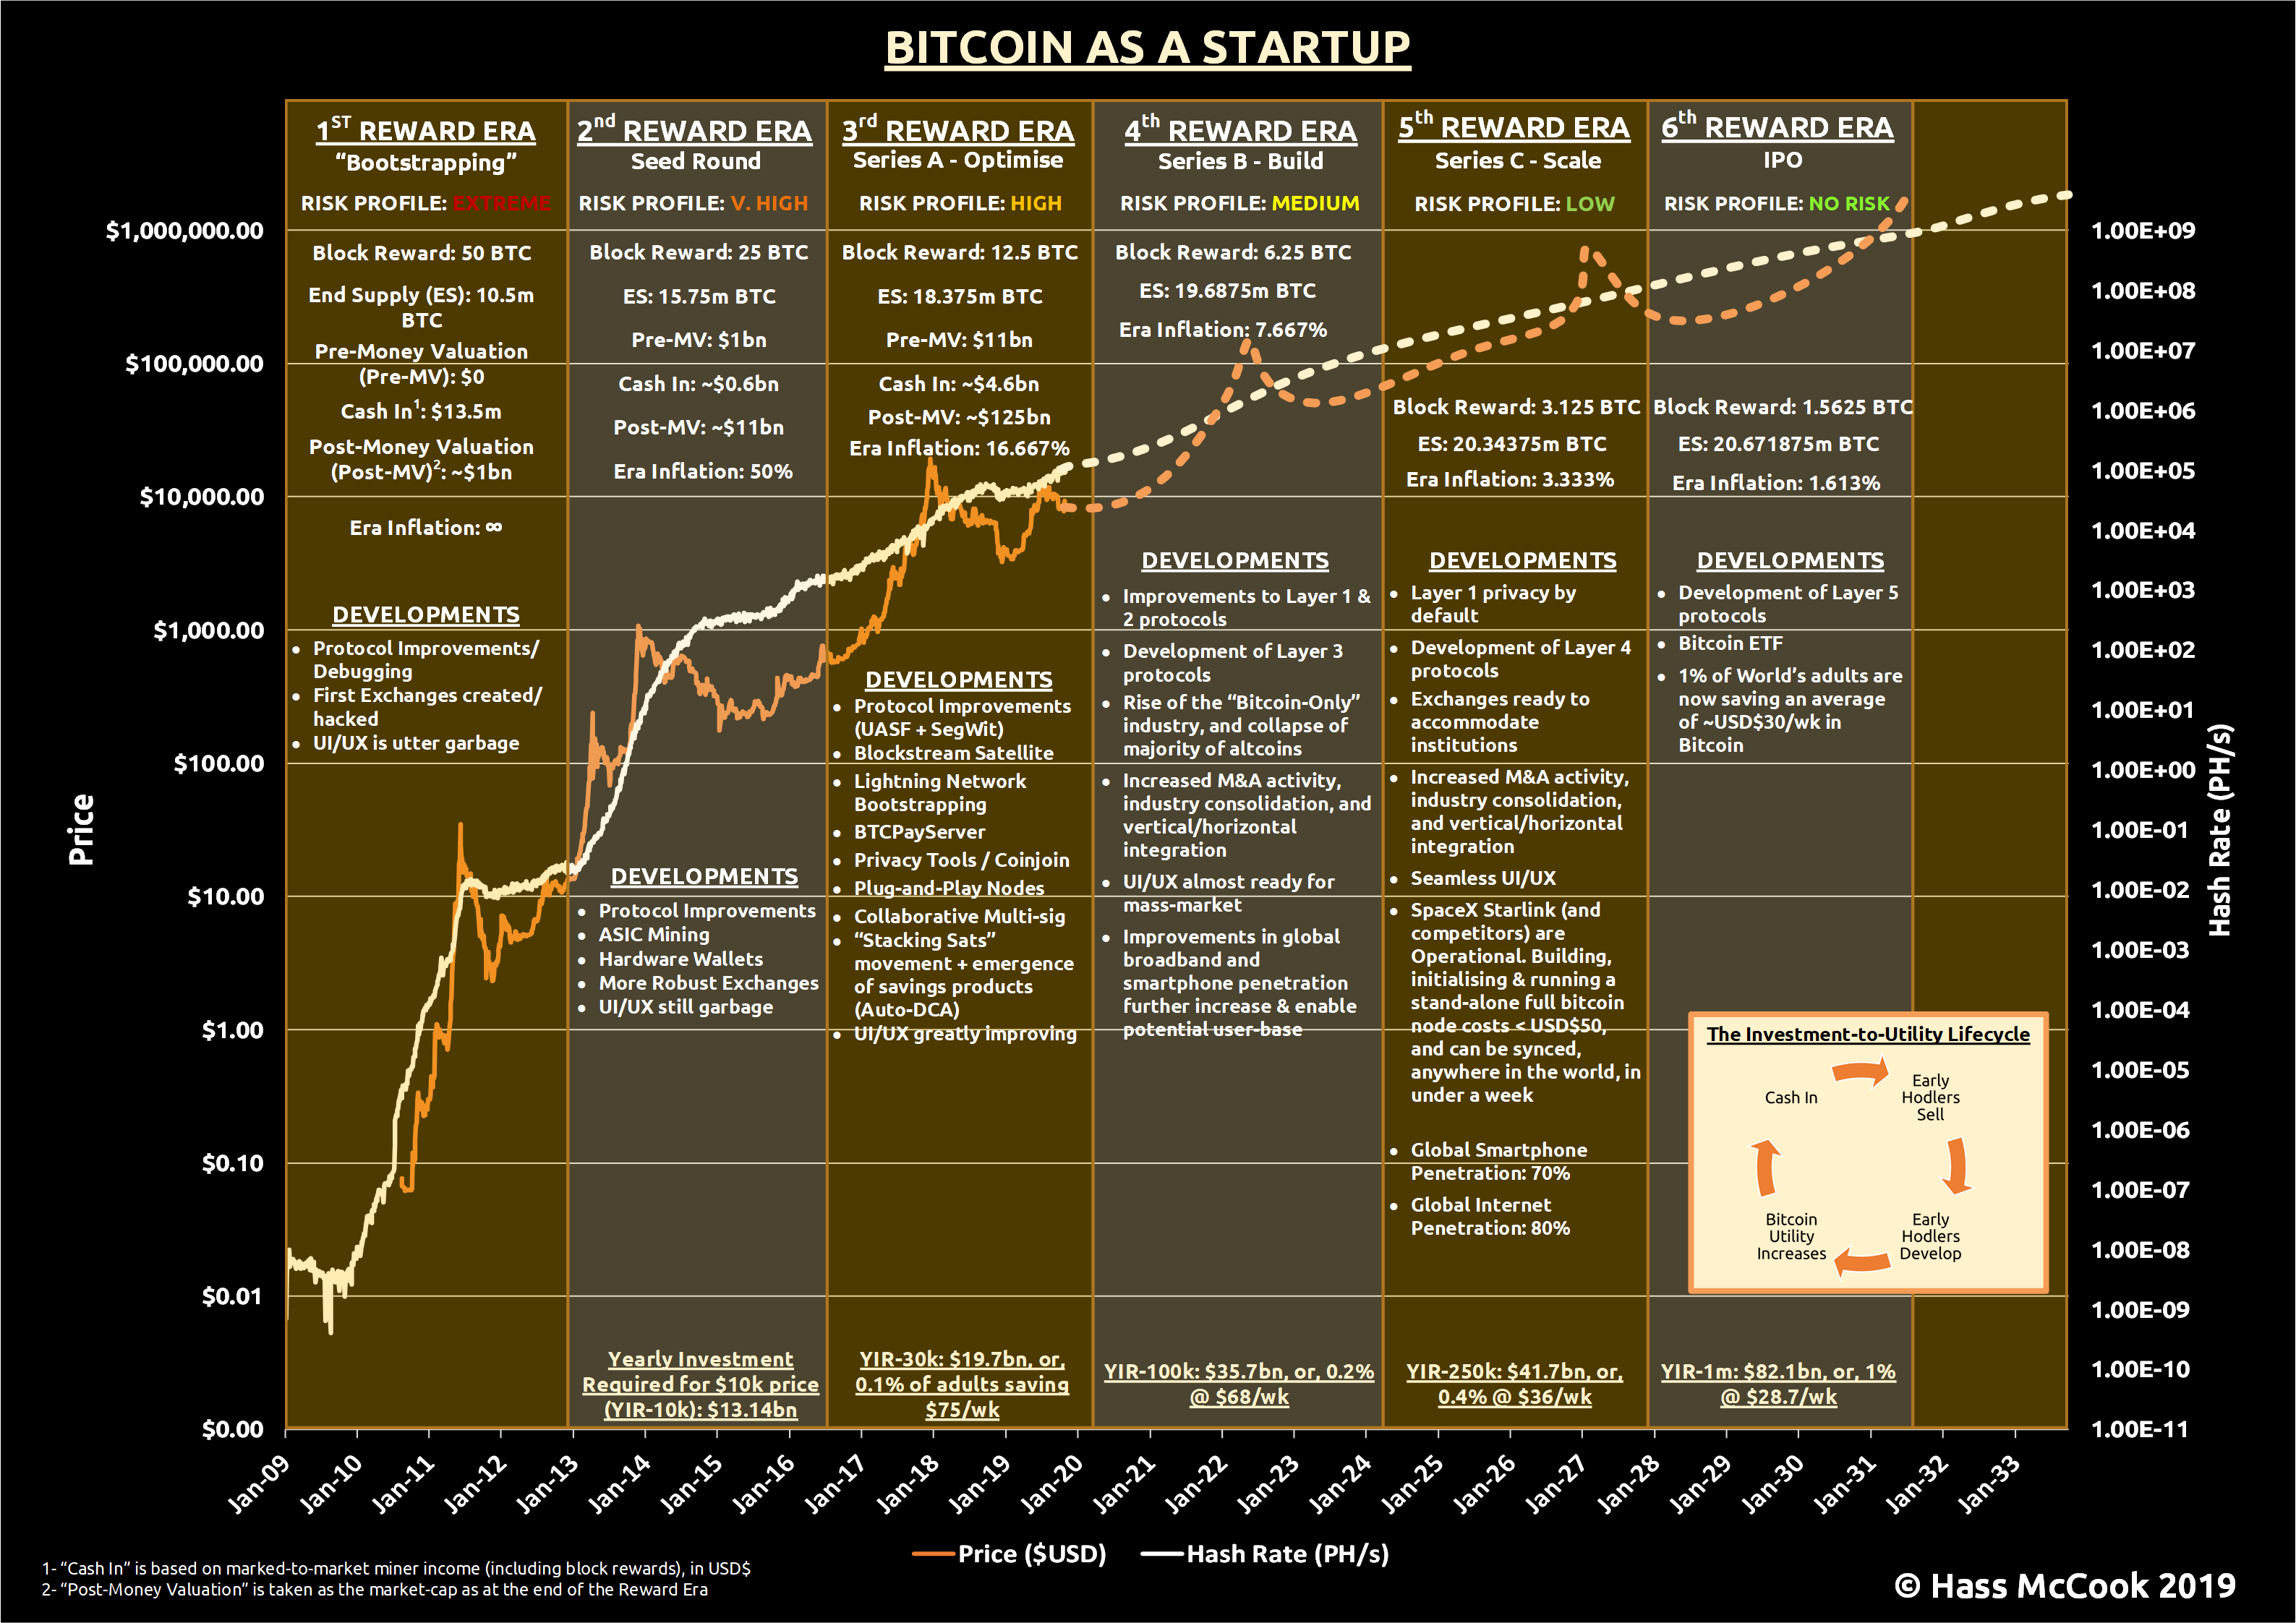 BITCOIN AS A STARTUP
1ST REWARD ERA
“Bootstrapping”
RISK PROFILE: EXTREME
Block Reward: 50 BTC
End Supply (ES): 10.5m
BTC
Pre-Money Valuation
(Pre-MV): $0
Cash In1: $13.5m
Post-Money Valuation
(Post-MV)2: ~$1bn
Era Inflation: ∞
DEVELOPMENTS
• Protocol Improvements/
Debugging
• First Exchanges created/
hacked
• UI/UX is utter garbage
2nd REWARD ERA
Seed Round
RISK PROFILE: V. HIGH
Block Reward: 25 BTC
ES: 15.75m BTC
Pre-MV: $1bn
Cash In: ~$0.6bn
Post-MV: ~$11bn
Era Inflation: 50%
DEVELOPMENTS
• Protocol Improvements
• ASIC Mining
• Hardware Wallets
• More Robust Exchanges
• UI/UX still garbage
Yearly Investment
Required for $10k price
(YIR-10k): $13.14bn
3rd REWARD ERA
Series A - Optimise
RISK PROFILE: HIGH
Block Reward: 12.5 BTC
ES: 18.375m BTC
Pre-MV: $11bn
Cash In: ~$4.6bn
Post-MV: ~$125bn
Era Inflation: 16.667%
DEVELOPMENTS
• Protocol Improvements
(UASF + SegWit)
• Blockstream Satellite
• Lightning Network
Bootstrapping
• BTCPayServer
• Privacy Tools / Coinjoin
• Plug-and-Play Nodes
• Collaborative Multi-sig
• “Stacking Sats”
movement + emergence
of savings products
(Auto-DCA)
• UI/UX greatly improving
YIR-30k: $19.7bn, or,
0.1% of adults saving
$75/wk
4th REWARD ERA
Series B - Build
RISK PROFILE: MEDIUM
Block Reward: 6.25 BTC
ES: 19.6875m BTC
Era Inflation: 7.667%
DEVELOPMENTS
• Improvements to Layer 1 &
2 protocols
• Development of Layer 3
protocols
• Rise of the “Bitcoin-Only”
industry, and collapse of
majority of altcoins
• Increased M&A activity,
industry consolidation, and
vertical/horizontal
integration
• UI/UX almost ready for
mass-market
• Improvements in global
broadband and
smartphone penetration
further increase & enable
potential user-base
YIR-100k: $35.7bn, or, 0.2%
@ $68/wk
5th REWARD ERA
Series C - Scale
RISK PROFILE: LOW
Block Reward: 3.125 BTC
ES: 20.34375m BTC
Era Inflation: 3.333%
DEVELOPMENTS
• Layer 1 privacy by
default
• Development of Layer 4
protocols
• Exchanges ready to
accommodate
institutions
• Increased M&A activity,
industry consolidation,
and vertical/horizontal
integration
• Seamless UI/UX
• SpaceX Starlink (and
competitors) are
Operational. Building,
initialising & running a
stand-alone full bitcoin
node costs < USD$50,
and can be synced,
anywhere in the world, in
under a week
• Global Smartphone
Penetration: 70%
• Global Internet
Penetration: 80%
YIR-250k: $41.7bn, or,
0.4% @ $36/wk
6th REWARD ERA
IPO
RISK PROFILE: NO RISK
Block Reward: 1.5625 BTC
ES: 20.671875m BTC
Era Inflation: 1.613%
DEVELOPMENTS
• Development of Layer 5
protocols
• Bitcoin ETF
• 1% of World’s adults are
now saving an average
of ~USD$30/wk in
Bitcoin
YIR-1m: $82.1bn, or, 1%
@ $28.7/wk
The Investment-to-Utility Lifecycle
Cash In
Early
Hodlers
Sell
Early
Hodlers
Develop
Bitcoin
Utility
Increases
Price
$1,000,000.00
$100,000.00
$10,000.00
$1,000.00
$100.00
$10.00
$1.00
$0.10
$0.01
$0.00
Hash Rate (PH/s)
1.00E+09
1.00E+08
1.00E+07
1.00E+06
1.00E+05
1.00E+04
1.00E+03
1.00E+02
1.00E+01
1.00E+00
1.00E-01
1.00E-02
1.00E-03
1.00E-04
1.00E-05
1.00E-06
1.00E-07
1.00E-08
1.00E-09
1.00E-10
1.00E-11
Jan-09
Jan-10
Jan-11
Jan-12
Jan-13
Jan-14
Jan-15
Jan-16
Jan-17
Jan-18
Jan-19
Jan-20
Jan-21
Jan-22
Jan-23
Jan-24
Jan-25
Jan-26
Jan-27
Jan-28
Jan-29
Jan-30
Jan-31
Jan-32
Jan-33
Price ($USD)
Hash Rate (PH/s)
1- “Cash In” is based on marked-to-market miner income (including block rewards), in USD$
2- “Post-Money Valuation” is taken as the market-cap as at the end of the Reward Era
© Hass McCook 2019